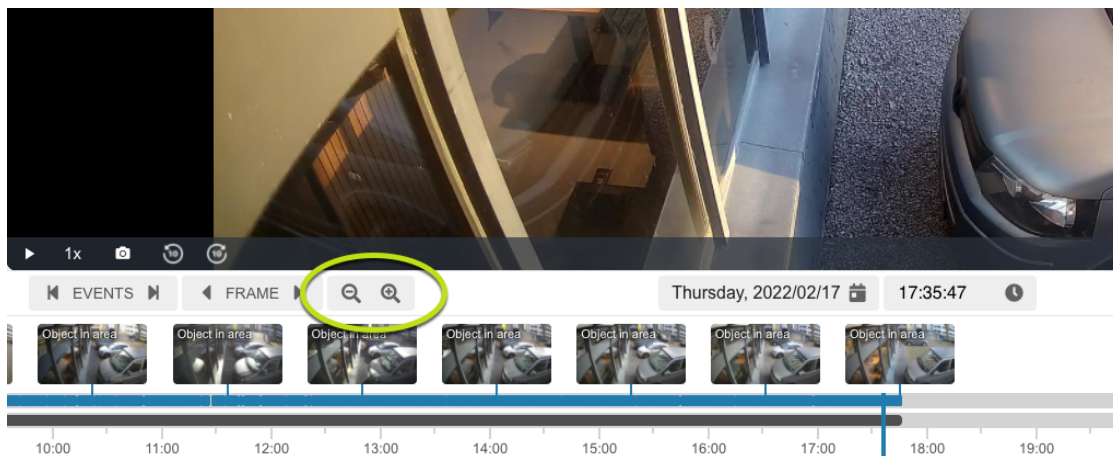 1x 10 10
EVENTS FRAME Thursday, 2022/02/17 17:35:47
Object in area Object in area Object in area Object in area Object in area Object in area Object in area
10:00 11:00 12:00 13:00 14:00 15:00 16:00 17:00 18:00 19:00